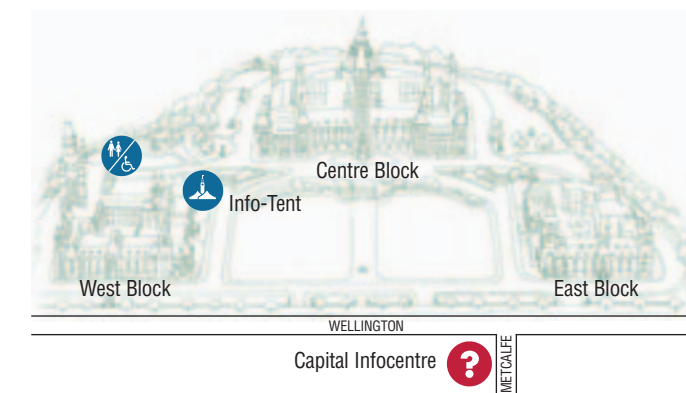 Centre Block
Info-Tent
West Block
East Block
WELLINGTON
Capital Infocentre
?
METCALFE